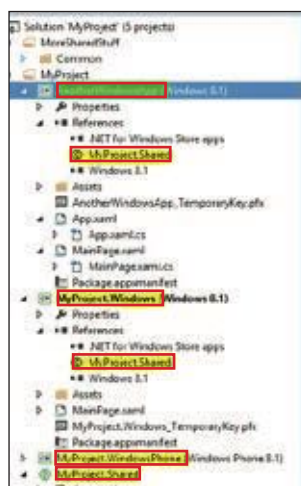 Solution 'MyProject' (5 projects)
MoreSharedStuff
Common
MyProject
AnotherWindowsApp (Windows 8.1)
Properties
References
.NET for Windows Store apps
MyProject.Shared
Windows 8.1
Assets
AnotherWindowsApp_TemporaryKey.pfx
App.xaml
App.xaml.cs
MainPage.xaml
MainPage.xaml.cs
Package.appxmanifest
MyProject.Windows (Windows 8.1)
Properties
References
.NET for Windows Store apps
MyProject.Shared
Windows 8.1
Assets
MainPage.xaml
MyProject.Windows_TemporaryKey.pfx
Package.appxmanifest
MyProject.WindowsPhone (Windows Phone 8.1)
MyProject.Shared